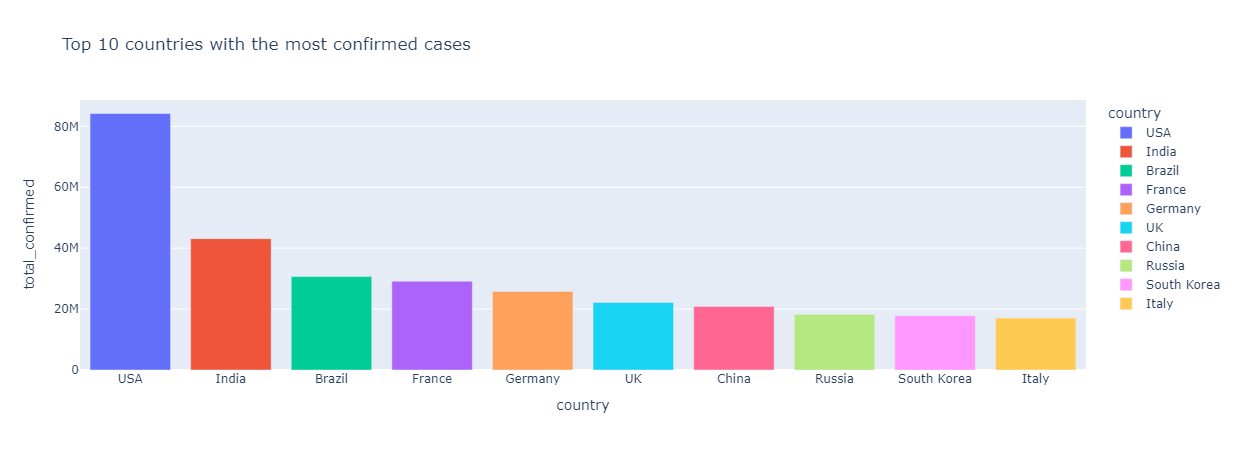 Top 10 countries with the most confirmed cases
total_confirmed
80M
60M
40M
20M
0
USA India Brazil France Germany UK China Russia South Korea Italy
country
country
USA
India
Brazil
France
Germany
UK
China
Russia
South Korea
Italy